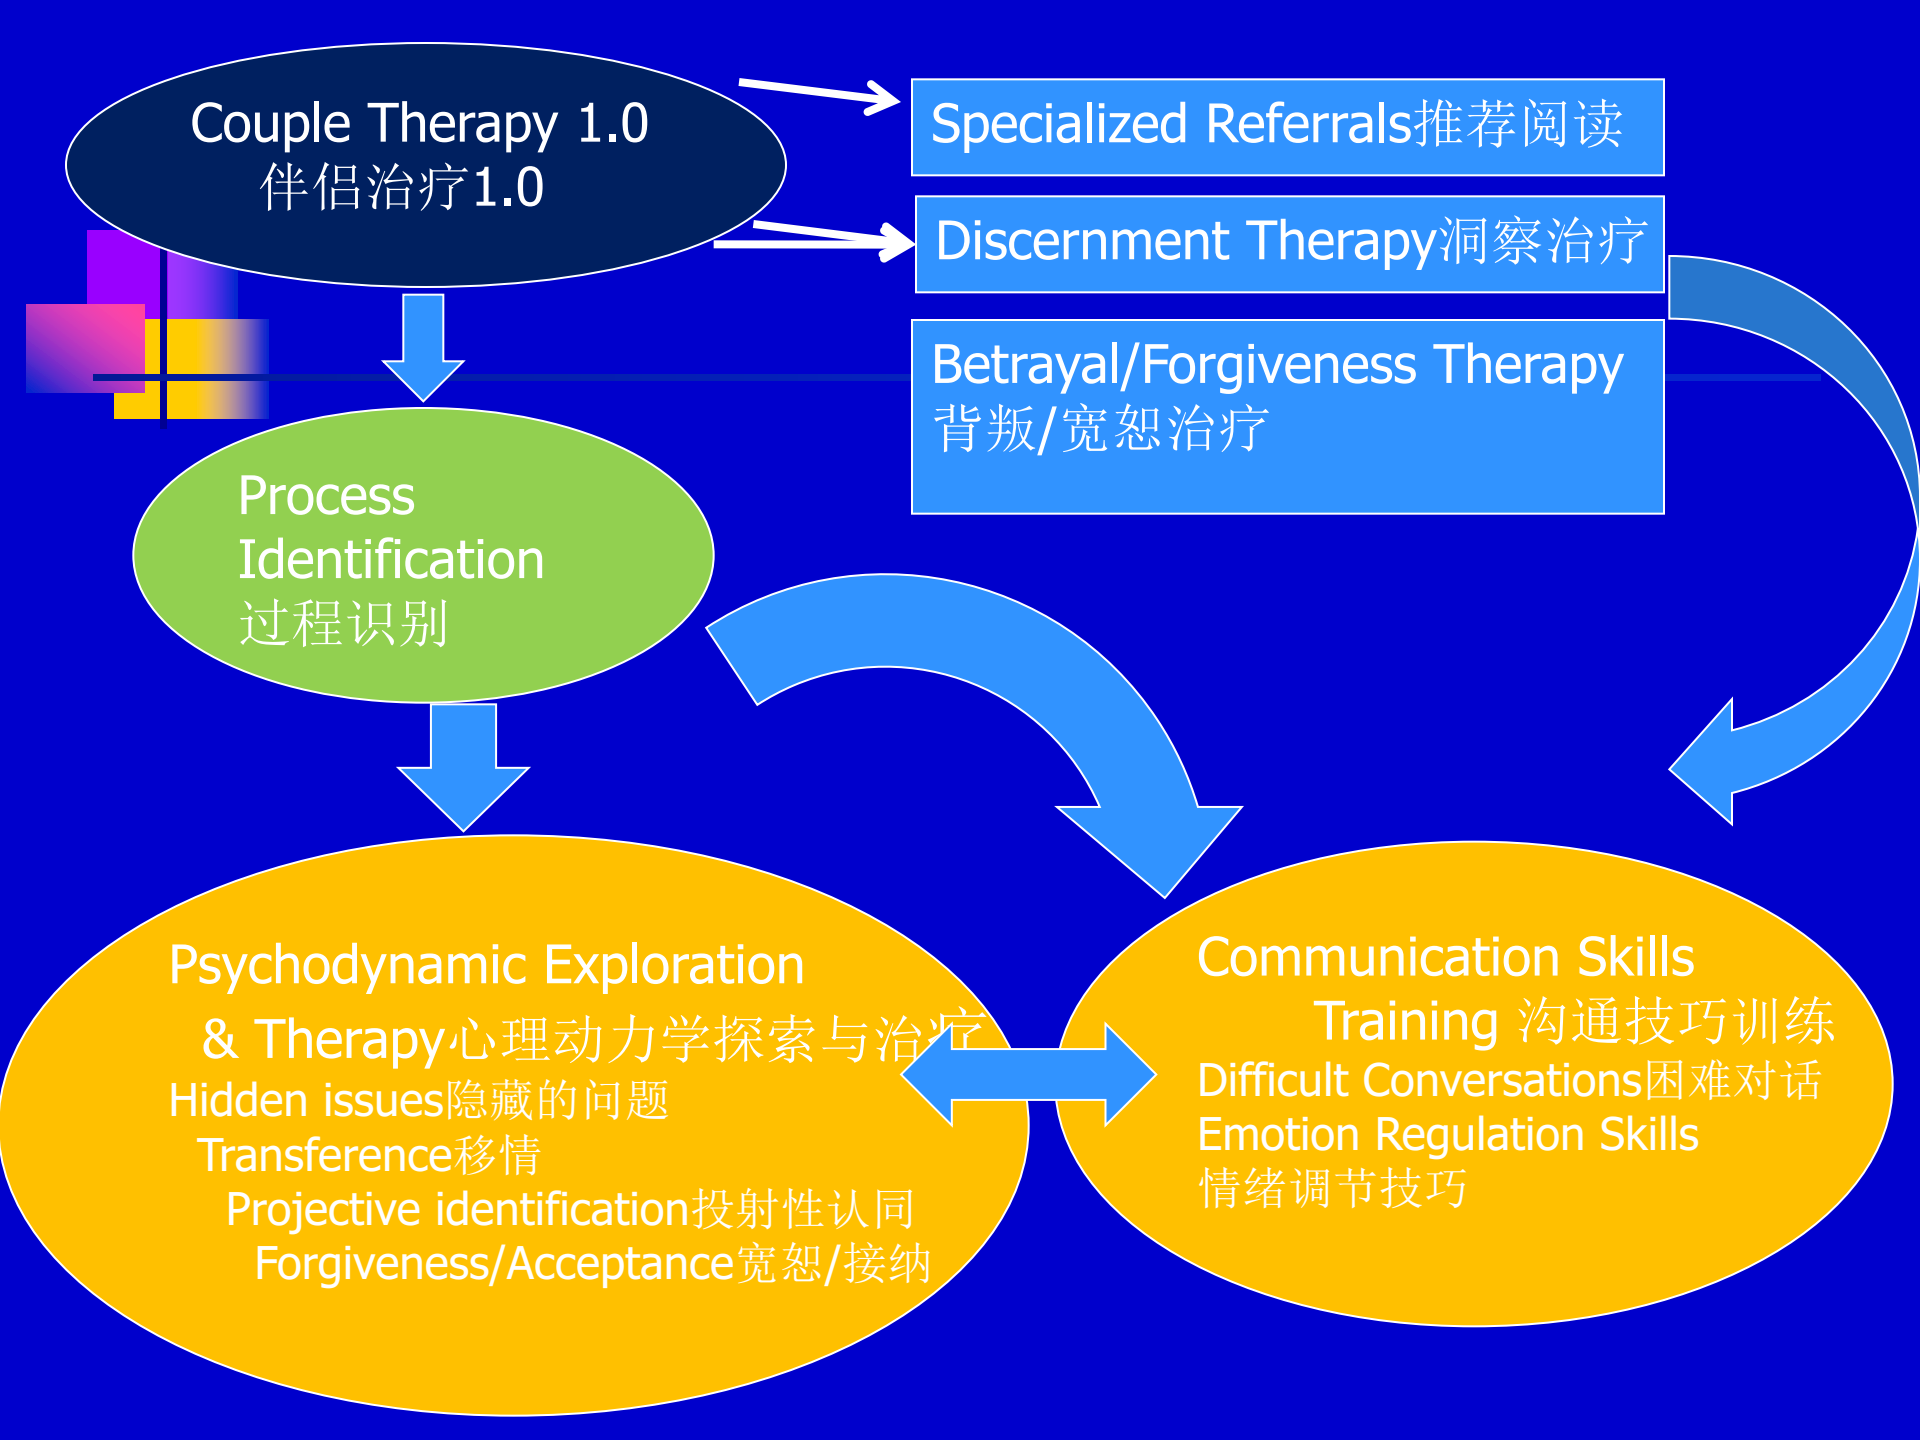 Couple Therapy 1.0
伴侣治疗1.0
Specialized Referrals推荐阅读
Discernment Therapy洞察治疗
Betrayal/Forgiveness Therapy
背叛/宽恕治疗
Process
Identification
过程识别
Psychodynamic Exploration
& Therapy心理动力学探索与治疗
Hidden issues隐藏的问题
Transference移情
Projective identification投射性认同
Forgiveness/Acceptance宽恕/接纳
Communication Skills
Training 沟通技巧训练
Difficult Conversations困难对话
Emotion Regulation Skills
情绪调节技巧